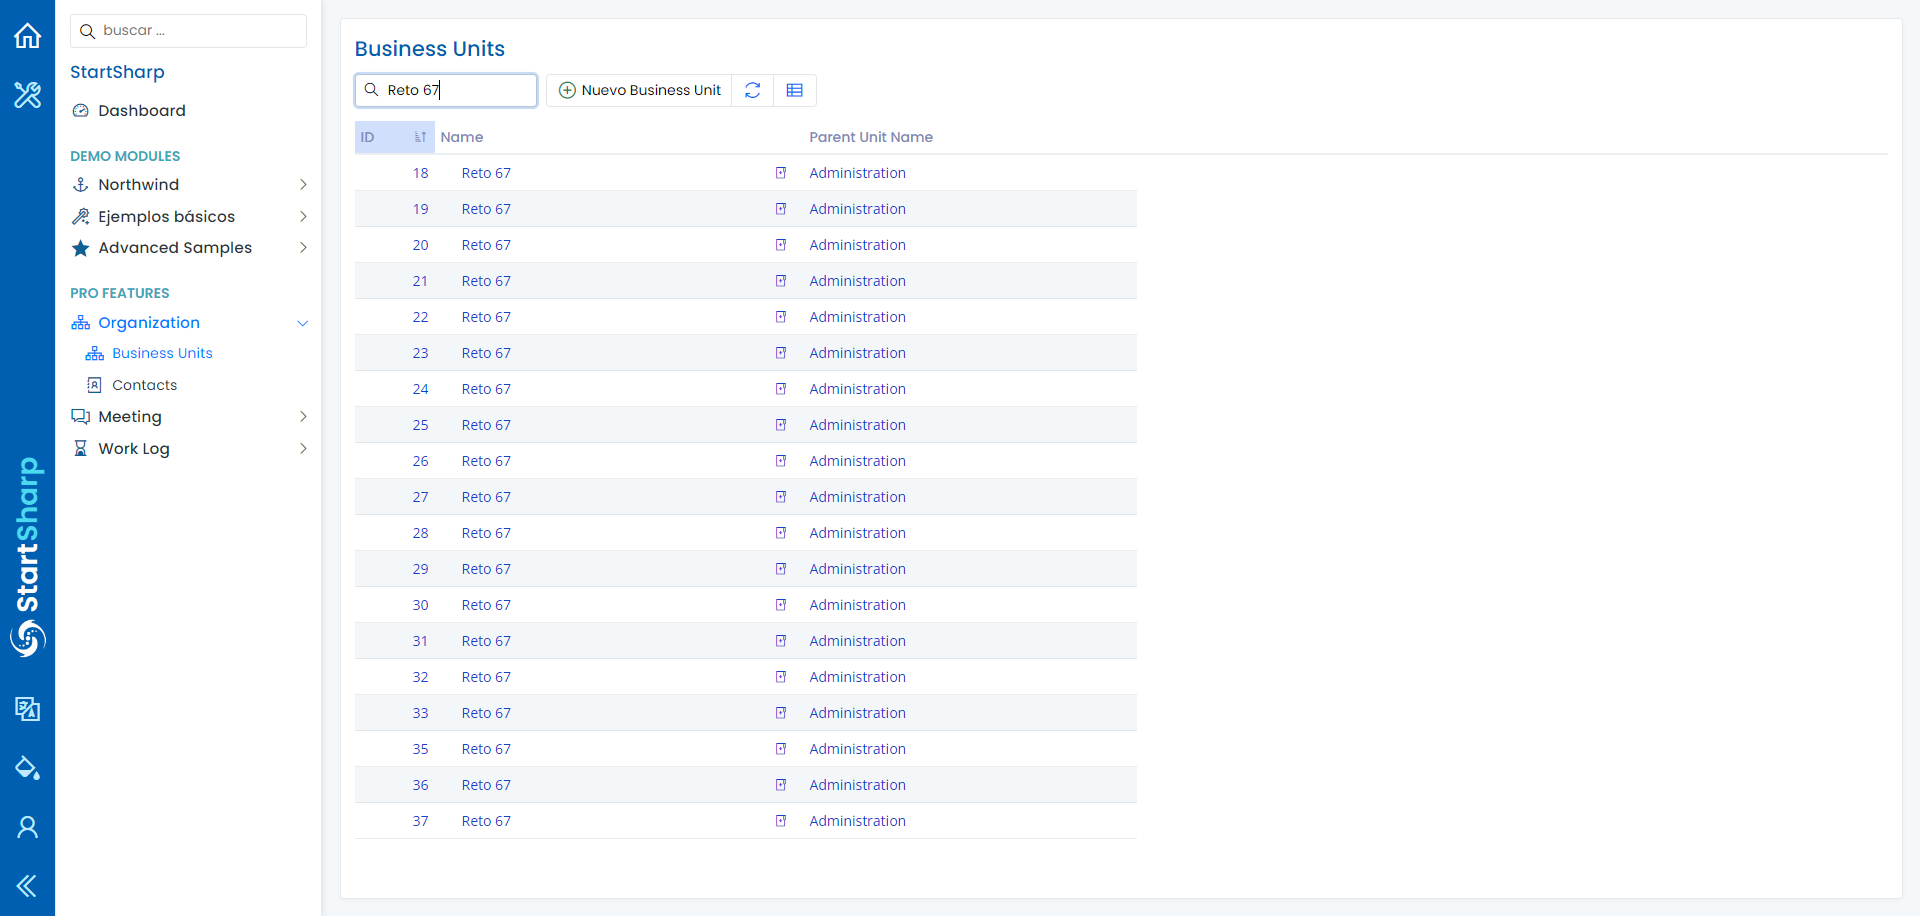 buscar ...
StartSharp
Dashboard
DEMO MODULES
Northwind
Ejemplos básicos
Advanced Samples
PRO FEATURES
Organization
Business Units
Contacts
Meeting
Work Log
StartSharp
Business Units
Reto 67
Nuevo Business Unit
ID Name Parent Unit Name
18 Reto 67 Administration
19 Reto 67 Administration
20 Reto 67 Administration
21 Reto 67 Administration
22 Reto 67 Administration
23 Reto 67 Administration
24 Reto 67 Administration
25 Reto 67 Administration
26 Reto 67 Administration
27 Reto 67 Administration
28 Reto 67 Administration
29 Reto 67 Administration
30 Reto 67 Administration
31 Reto 67 Administration
32 Reto 67 Administration
33 Reto 67 Administration
35 Reto 67 Administration
36 Reto 67 Administration
37 Reto 67 Administration